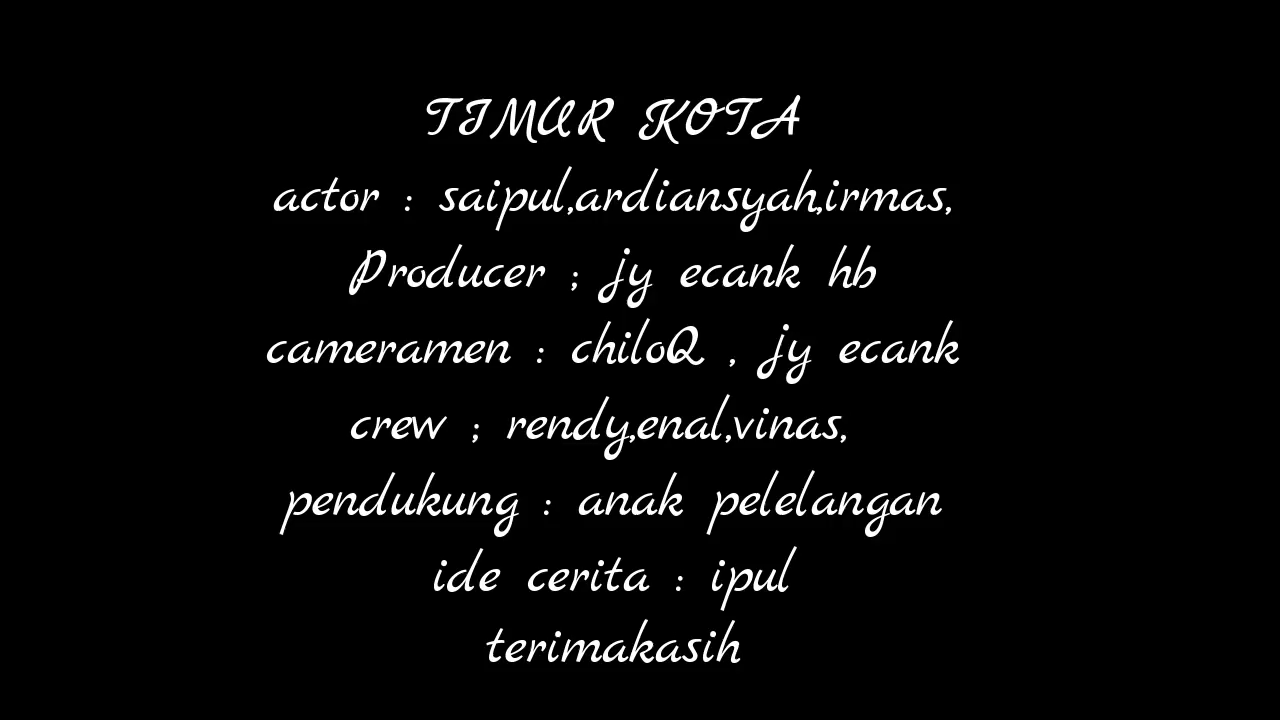 TIMUR KOTA
actor : saipul,ardiansyah,irmas,
Producer ; jy ecank hb
cameramen : chiloQ , jy ecank
crew ; rendy,enal,vinas,
pendukung : anak pelelangan
ide cerita : ipul
terimakasih